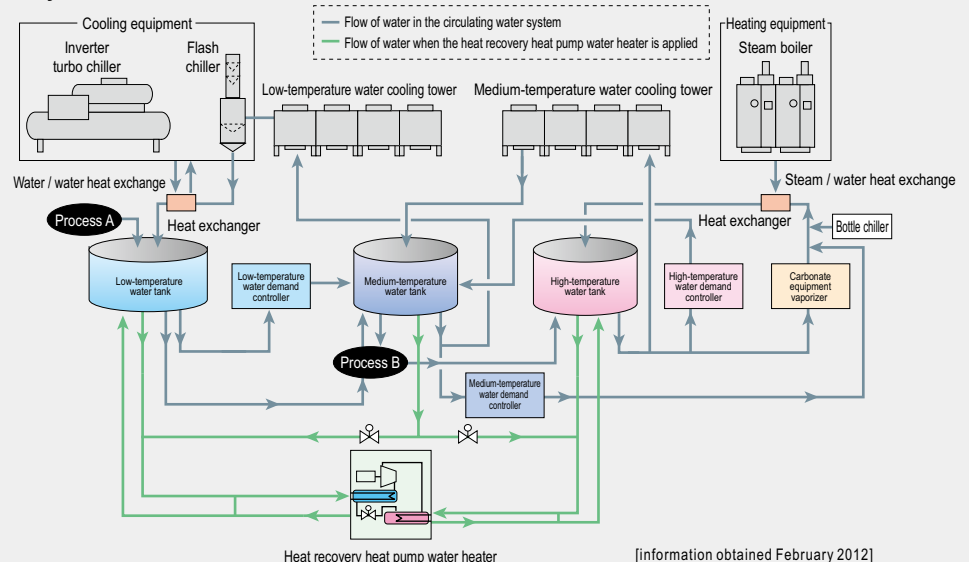 Flow of water in the circulating water system
Flow of water when the heat recovery heat pump water heater is applied
Cooling equipment
Inverter
turbo chiller
Flash
chiller
Low-temperature water cooling tower
Medium-temperature water cooling tower
Heating equipment
Steam boiler
Water / water heat exchange
Heat exchanger
Steam / water heat exchange
Heat exchanger
Bottle chiller
Process A
Low-temperature
water tank
Low-temperature
water demand
controller
Medium-temperature
water tank
High-temperature
water tank
High-temperature
water demand
controller
Carbonate
equipment
vaporizer
Process B
Medium-temperature
water demand
controller
Heat recovery heat pump water heater
[information obtained February 2012]